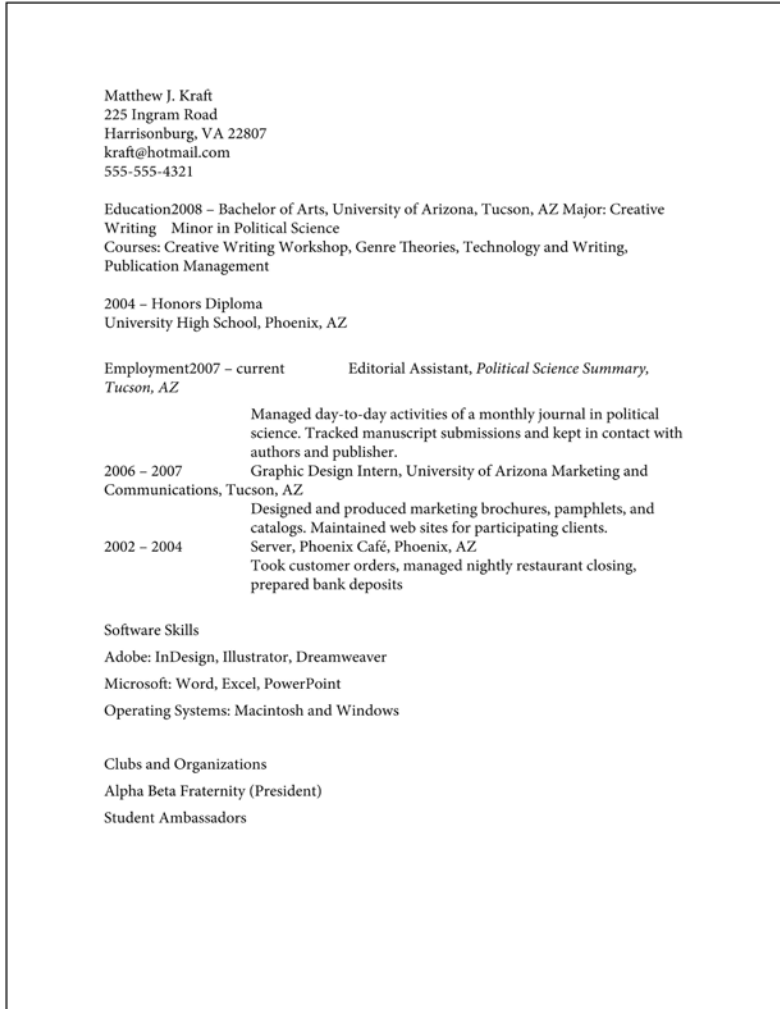 Matthew J. Kraft
225 Ingram Road
Harrisonburg, VA 22807
kraft@hotmail.com
555-555-4321
Education2008 – Bachelor of Arts, University of Arizona, Tucson, AZ Major: Creative
Writing    Minor in Political Science
Courses: Creative Writing Workshop, Genre Theories, Technology and Writing,
Publication Management
2004 – Honors Diploma
University High School, Phoenix, AZ
Employment2007 – current    Editorial Assistant, Political Science Summary,
Tucson, AZ
Managed day-to-day activities of a monthly journal in political
science. Tracked manuscript submissions and kept in contact with
authors and publisher.
2006 – 2007    Graphic Design Intern, University of Arizona Marketing and
Communications, Tucson, AZ
Designed and produced marketing brochures, pamphlets, and
catalogs. Maintained web sites for participating clients.
2002 – 2004    Server, Phoenix Café, Phoenix, AZ
Took customer orders, managed nightly restaurant closing,
prepared bank deposits
Software Skills
Adobe: InDesign, Illustrator, Dreamweaver
Microsoft: Word, Excel, PowerPoint
Operating Systems: Macintosh and Windows
Clubs and Organizations
Alpha Beta Fraternity (President)
Student Ambassadors